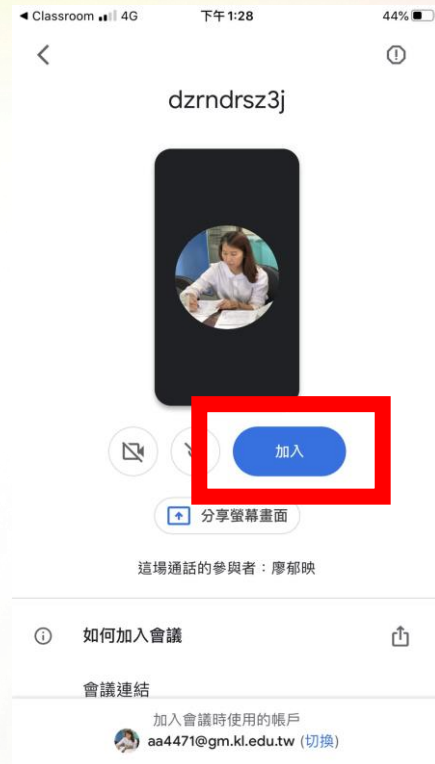 ◀ Classroom 4G 下午1:28 44%
dzrndrsz3j
加入
分享螢幕畫面
這場通話的參與者：廖郁映
如何加入會議
會議連結
加入會議時使用的帳戶
aa4471@gm.kl.edu.tw (切換)